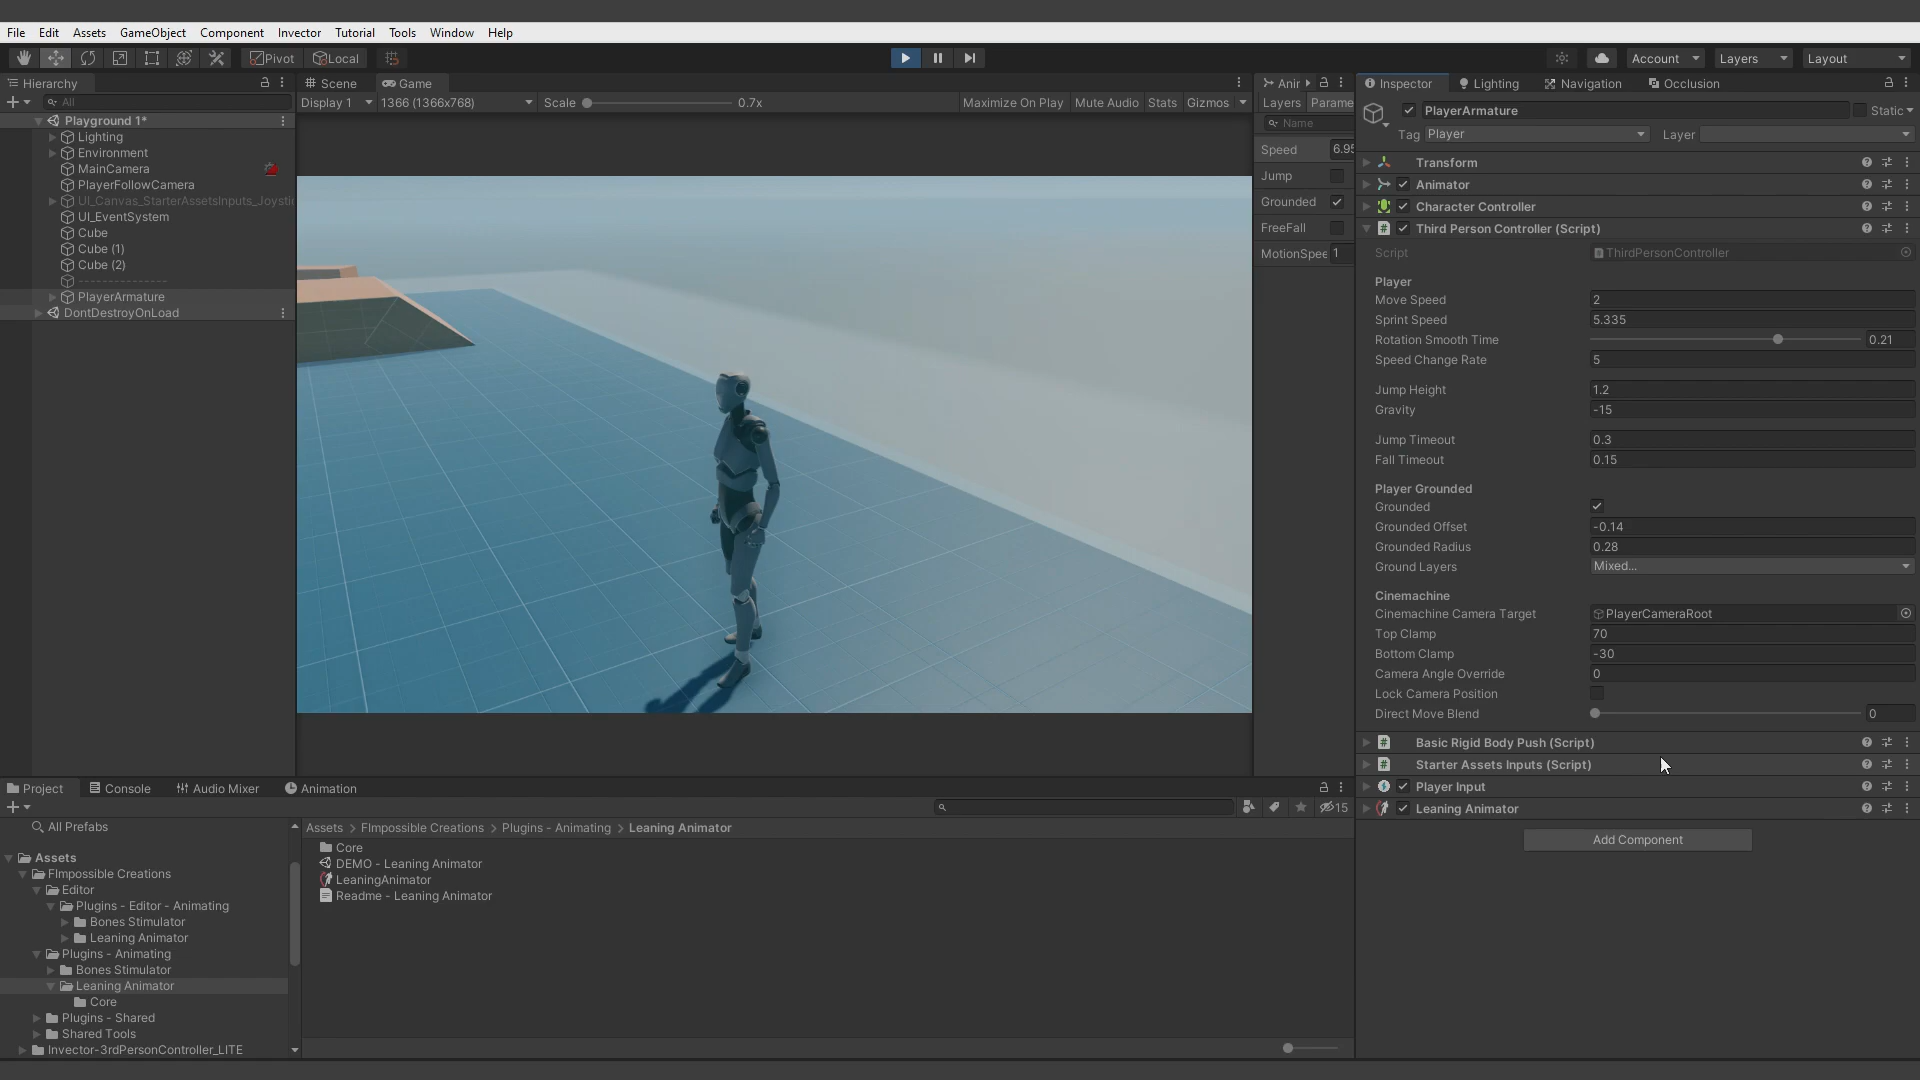 File Edit Assets GameObject Component Invector Tutorial Tools Window Help
Pivot Local Account Layers Layout
Hierarchy
All
Playground 1*
Lighting
Environment
MainCamera
PlayerFollowCamera
UI_Canvas_StarterAssetsInputs_Joystic
UI_EventSystem
Cube
Cube (1)
Cube (2)
---------------
PlayerArmature
DontDestroyOnLoad
Scene Game
Display 1 1366 (1366x768) Scale 0.7x Maximize On Play Mute Audio Stats Gizmos
Anir
Layers Parame
Name
Speed 6.95
Jump
Grounded
FreeFall
MotionSpee 1
Inspector Lighting Navigation Occlusion
PlayerArmature Static
Tag Player Layer
Transform
Animator
Character Controller
Third Person Controller (Script)
Script ThirdPersonController
Player
Move Speed 2
Sprint Speed 5.335
Rotation Smooth Time 0.21
Speed Change Rate 5
Jump Height 1.2
Gravity -15
Jump Timeout 0.3
Fall Timeout 0.15
Player Grounded
Grounded
Grounded Offset -0.14
Grounded Radius 0.28
Ground Layers Mixed...
Cinemachine
Cinemachine Camera Target PlayerCameraRoot
Top Clamp 70
Bottom Clamp -30
Camera Angle Override 0
Lock Camera Position
Direct Move Blend 0
Basic Rigid Body Push (Script)
Starter Assets Inputs (Script)
Player Input
Leaning Animator
Add Component
Project Console Audio Mixer Animation
15
All Prefabs
Assets
FImpossible Creations
Editor
Plugins - Editor - Animating
Bones Stimulator
Leaning Animator
Plugins - Animating
Bones Stimulator
Leaning Animator
Core
Plugins - Shared
Shared Tools
Invector-3rdPersonController_LITE
Assets > FImpossible Creations > Plugins - Animating > Leaning Animator
Core
DEMO - Leaning Animator
LeaningAnimator
Readme - Leaning Animator